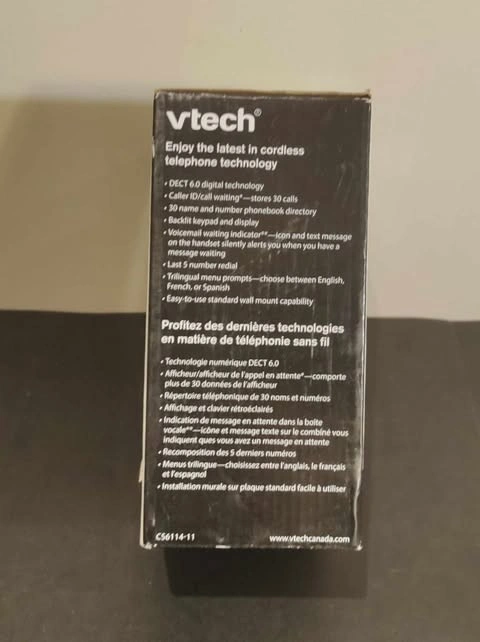 vtech®
Enjoy the latest in cordless
telephone technology
• DECT 6.0 digital technology
• Caller ID/call waiting*—stores 30 calls
• 30 name and number phonebook directory
• Backlit keypad and display
• Voicemail waiting indicator**—icon and text message
on the handset silently alerts you when you have a
message waiting
• Last 5 number redial
• Trilingual menu prompts—choose between English,
French, or Spanish
• Easy-to-use standard wall mount capability
Profitez des dernières technologies
en matière de téléphonie sans fil
• Technologie numérique DECT 6.0
• Afficheur/afficheur de l'appel en attente*—comporte
plus de 30 données de l'afficheur
• Répertoire téléphonique de 30 noms et numéros
• Affichage et clavier rétroéclairés
• Indication de message en attente dans la boîte
vocale**—icône et message texte sur le combiné vous
indiquent ques vous avez un message en attente
• Recomposition des 5 derniers numéros
• Menus trilingue—choisissez entre l'anglais, le français
et l'espagnol
• Installation murale sur plaque standard facile à utiliser
CS6114-11
www.vtechcanada.com